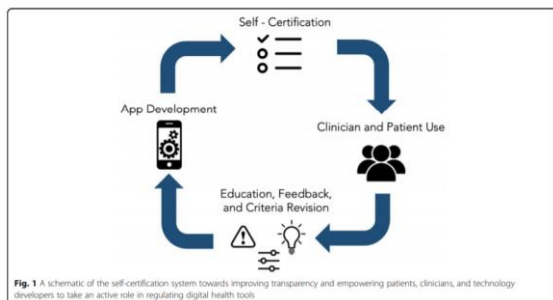 Self - Certification
App Development
Clinician and Patient Use
Education, Feedback,
and Criteria Revision
Fig. 1 A schematic of the self-certification system towards improving transparency and empowering patients, clinicians, and technology
developers to take an active role in regulating digital health tools